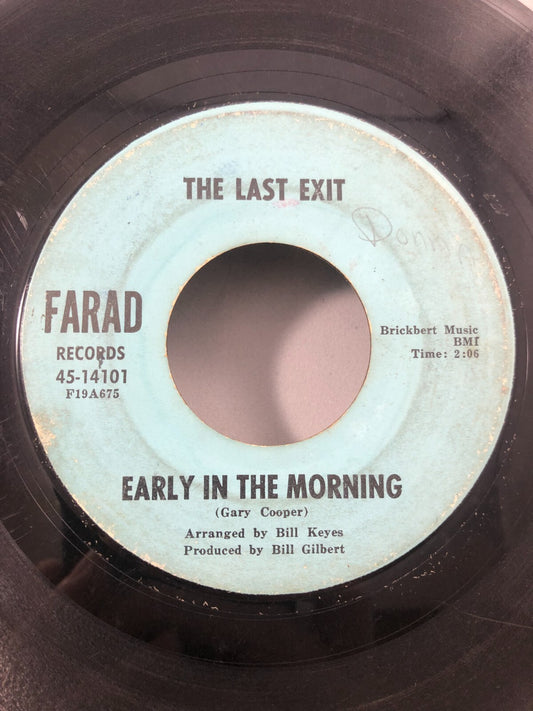 THE LAST EXIT
Donna
FARAD
RECORDS
45-14101
F19A675
Brickbert Music
BMI
Time: 2:06
EARLY IN THE MORNING
(Gary Cooper)
Arranged by Bill Keyes
Produced by Bill Gilbert